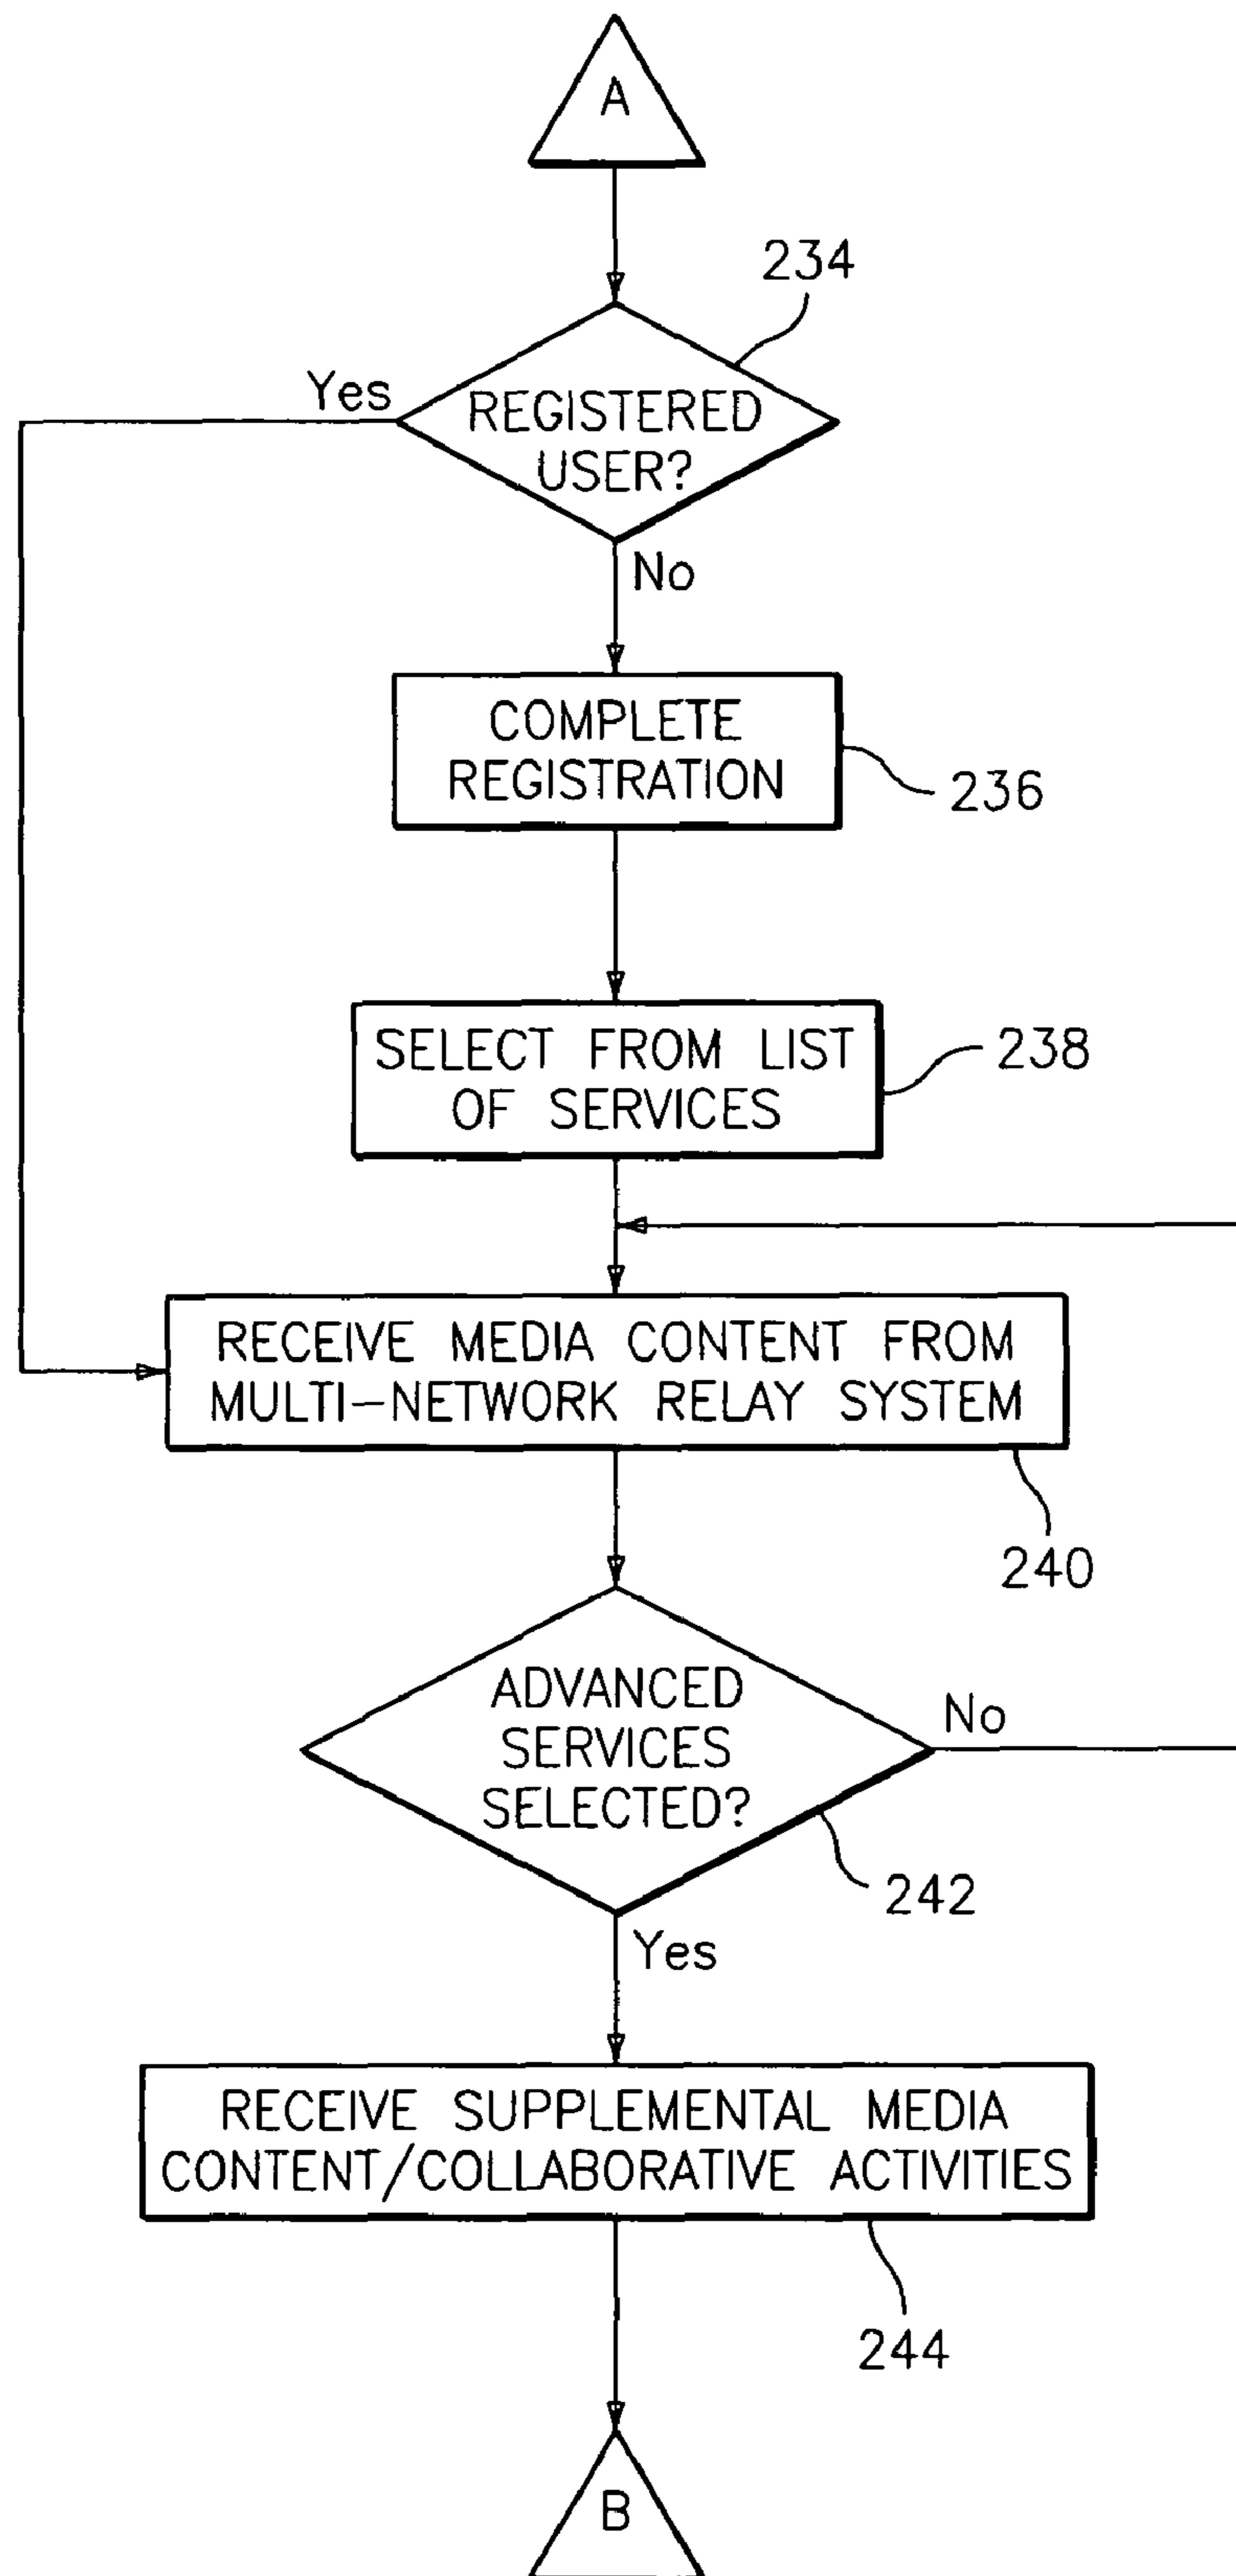 A
234
Yes
REGISTERED
USER?
No
COMPLETE
REGISTRATION
236
SELECT FROM LIST
OF SERVICES
238
RECEIVE MEDIA CONTENT FROM
MULTI-NETWORK RELAY SYSTEM
240
ADVANCED
SERVICES
SELECTED?
No
242
Yes
RECEIVE SUPPLEMENTAL MEDIA
CONTENT/COLLABORATIVE ACTIVITIES
244
B